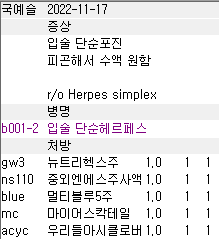 국예슬 2022-11-17
증상
입술 단순포진
피곤해서 수액 원함
r/o Herpes simplex
병명
b001-2 입술 단순헤르페스
처방
gw3 뉴트리헥스주 1,0 1 1
ns110 중외엔에스주사액 1,0 1 1
blue 멀티블루5주 1,0 1 1
mc 마이어스칵테일 1,0 1 1
acyc 우리들아시클로버 1,0 1 1